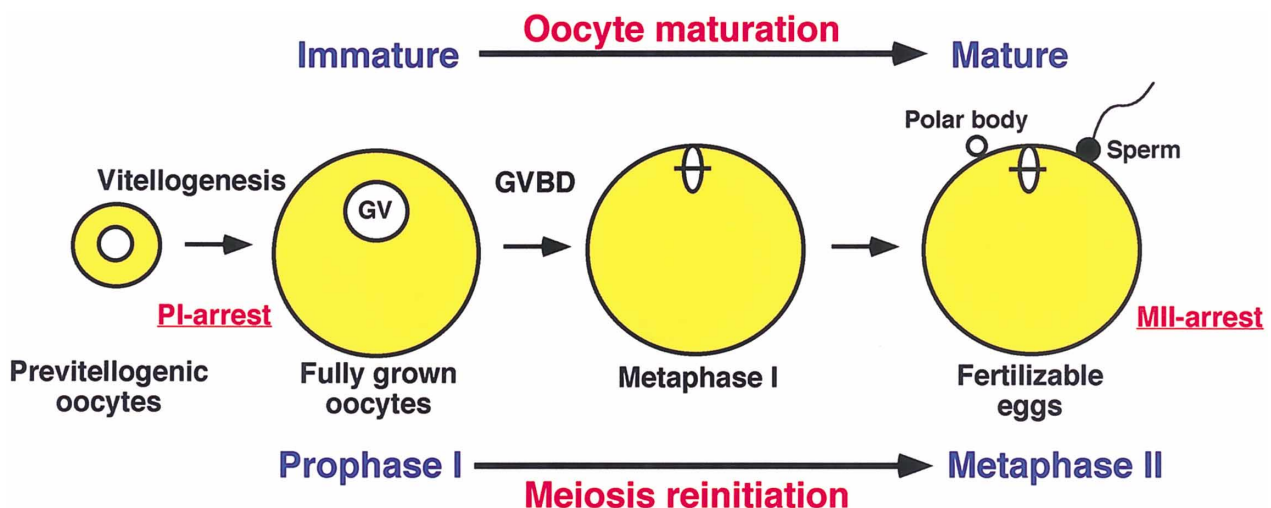 Oocyte maturation
Immature
Mature
Polar body
Sperm
Vitellogenesis
GVBD
GV
PI-arrest
MII-arrest
Previtellogenic
oocytes
Fully grown
oocytes
Metaphase I
Fertilizable
eggs
Prophase I
Metaphase II
Meiosis reinitiation